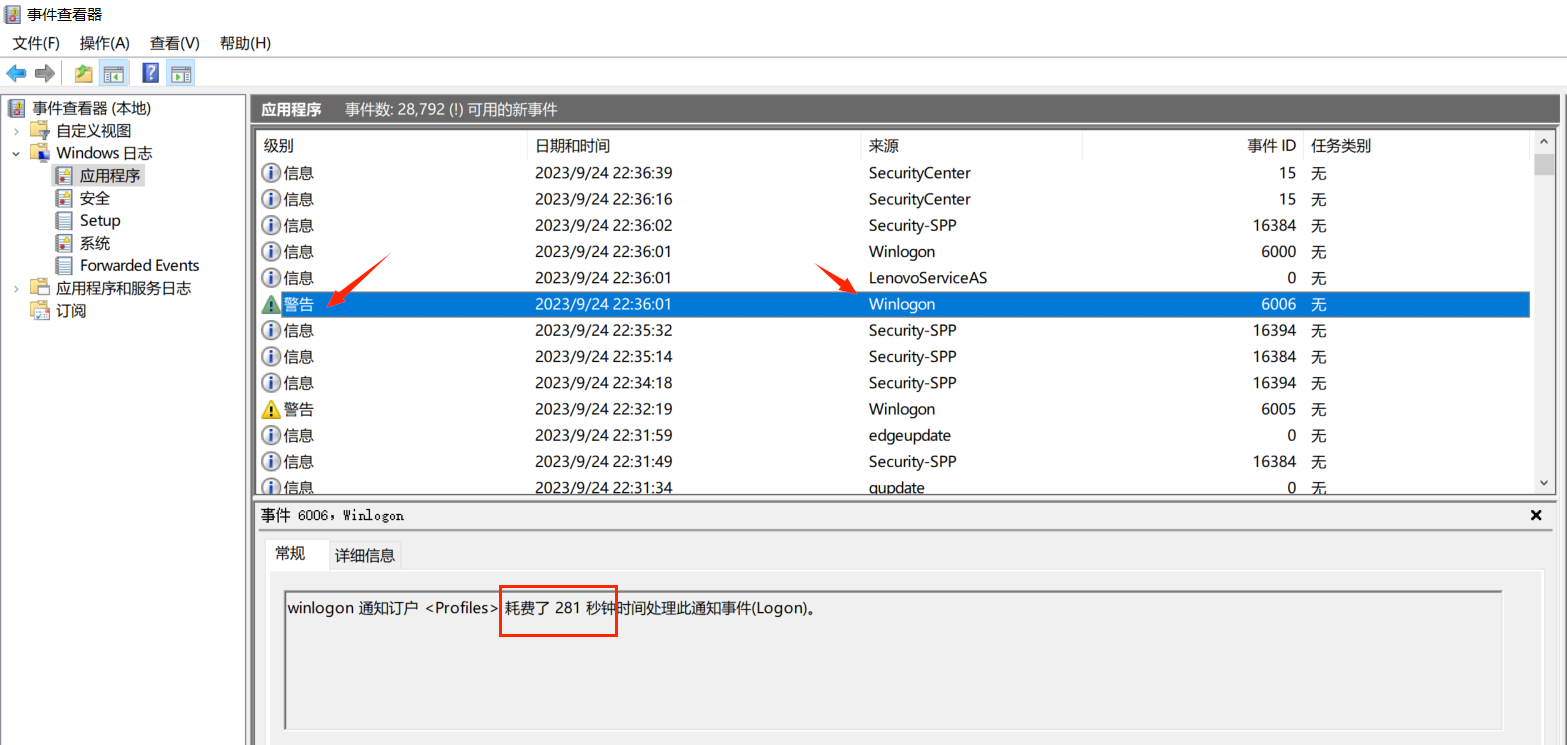 事件查看器
文件(F) 操作(A) 查看(V) 帮助(H)
事件查看器 (本地)
自定义视图
Windows 日志
应用程序
安全
Setup
系统
Forwarded Events
应用程序和服务日志
订阅
应用程序 事件数: 28,792 (!) 可用的新事件
级别 日期和时间 来源 事件 ID 任务类别
信息 2023/9/24 22:36:39 SecurityCenter 15 无
信息 2023/9/24 22:36:16 SecurityCenter 15 无
信息 2023/9/24 22:36:02 Security-SPP 16384 无
信息 2023/9/24 22:36:01 Winlogon 6000 无
信息 2023/9/24 22:36:01 LenovoServiceAS 0 无
警告 2023/9/24 22:36:01 Winlogon 6006 无
信息 2023/9/24 22:35:32 Security-SPP 16394 无
信息 2023/9/24 22:35:14 Security-SPP 16384 无
信息 2023/9/24 22:34:18 Security-SPP 16394 无
警告 2023/9/24 22:32:19 Winlogon 6005 无
信息 2023/9/24 22:31:59 edgeupdate 0 无
信息 2023/9/24 22:31:49 Security-SPP 16384 无
信息 2023/9/24 22:31:34 gupdate 0 无
事件 6006，Winlogon
常规 详细信息
winlogon 通知订户 <Profiles> 耗费了 281 秒钟时间处理此通知事件(Logon)。